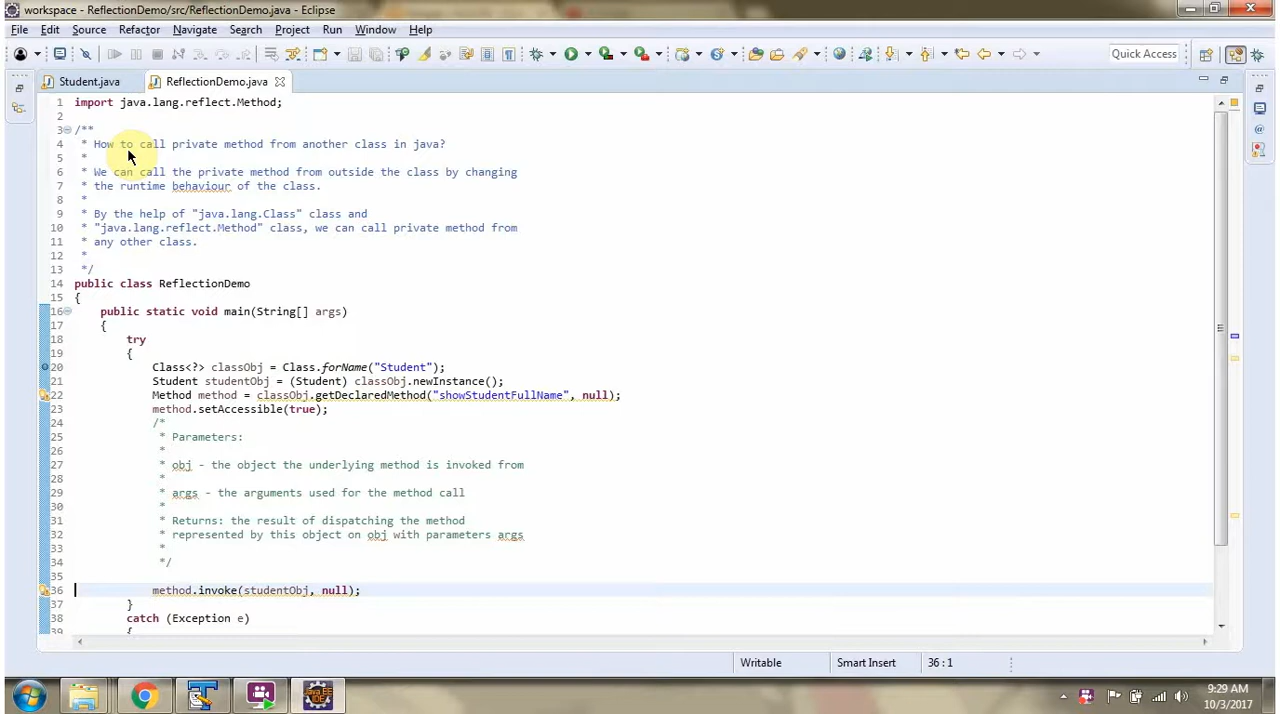 workspace - ReflectionDemo/src/ReflectionDemo.java - Eclipse
File Edit Source Refactor Navigate Search Project Run Window Help
Quick Access
Student.java ReflectionDemo.java
1 import java.lang.reflect.Method;
2
3 /**
4 * How to call private method from another class in java?
5 *
6 * We can call the private method from outside the class by changing
7 * the runtime behaviour of the class.
8 *
9 * By the help of "java.lang.Class" class and
10 * "java.lang.reflect.Method" class, we can call private method from
11 * any other class.
12 *
13 */
14 public class ReflectionDemo
15 {
16 public static void main(String[] args)
17 {
18 try
19 {
20 Class<?> classObj = Class.forName("Student");
21 Student studentObj = (Student) classObj.newInstance();
22 Method method = classObj.getDeclaredMethod("showStudentFullName", null);
23 method.setAccessible(true);
24 /*
25 * Parameters:
26 *
27 * obj - the object the underlying method is invoked from
28 *
29 * args - the arguments used for the method call
30 *
31 * Returns: the result of dispatching the method
32 * represented by this object on obj with parameters args
33 *
34 */
35
36 method.invoke(studentObj, null);
37 }
38 catch (Exception e)
39 {
Writable Smart Insert 36 : 1
9:29 AM
10/3/2017